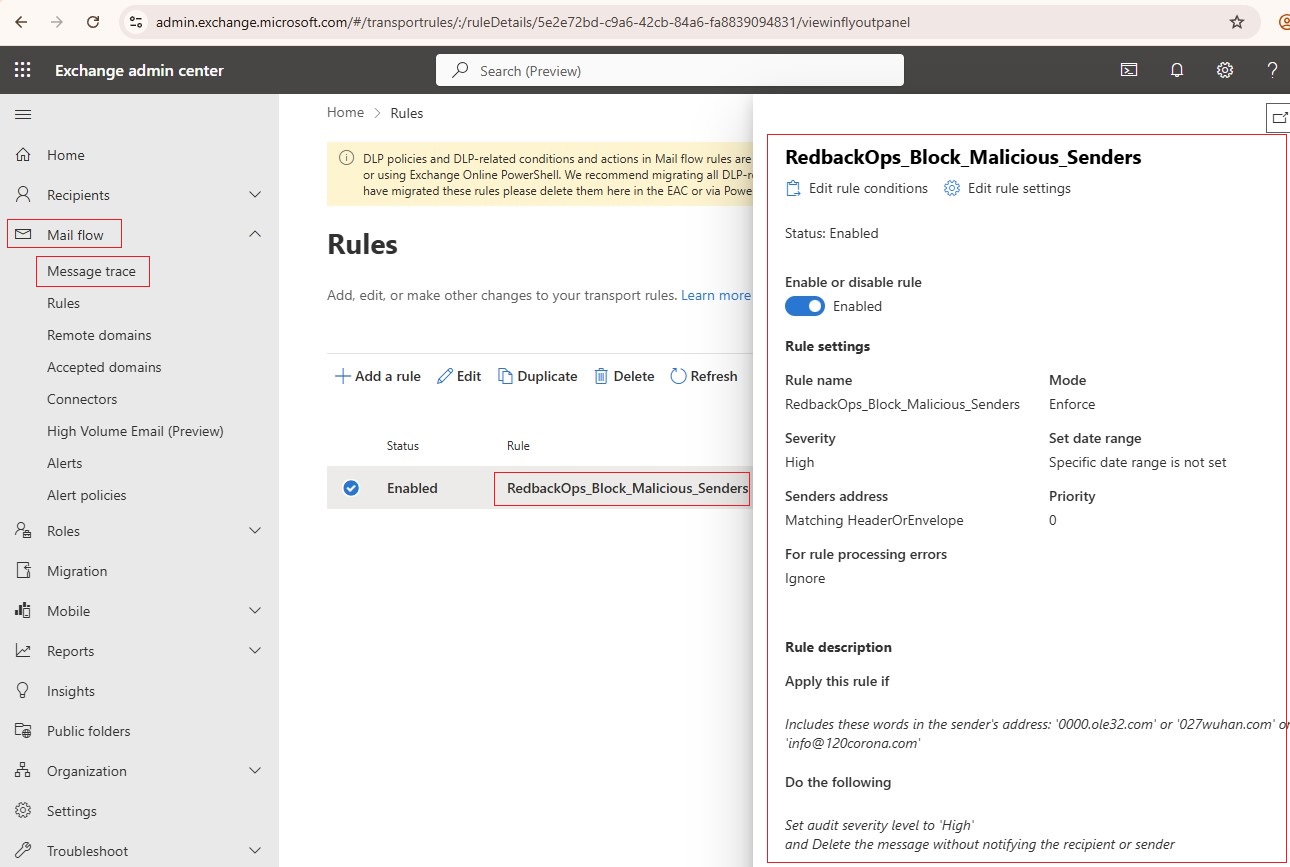 admin.exchange.microsoft.com/#/transportrules/:/ruleDetails/5e2e72bd-c9a6-42cb-84a6-fa8839094831/viewinflyoutpanel
Exchange admin center
Search (Preview)
?
Home
Recipients
Mail flow
Message trace
Rules
Remote domains
Accepted domains
Connectors
High Volume Email (Preview)
Alerts
Alert policies
Roles
Migration
Mobile
Reports
Insights
Public folders
Organization
Settings
Troubleshoot
Home > Rules
DLP policies and DLP-related conditions and actions in Mail flow rules are
or using Exchange Online PowerShell. We recommend migrating all DLP-r
have migrated these rules please delete them here in the EAC or via Powe
Rules
Add, edit, or make other changes to your transport rules. Learn more
Add a rule Edit Duplicate Delete Refresh
Status Rule
Enabled RedbackOps_Block_Malicious_Senders
RedbackOps_Block_Malicious_Senders
Edit rule conditions Edit rule settings
Status: Enabled
Enable or disable rule
Enabled
Rule settings
Rule name Mode
RedbackOps_Block_Malicious_Senders Enforce
Severity Set date range
High Specific date range is not set
Senders address Priority
Matching HeaderOrEnvelope 0
For rule processing errors
Ignore
Rule description
Apply this rule if
Includes these words in the sender's address: '0000.ole32.com' or '027wuhan.com' or
'info@120corona.com'
Do the following
Set audit severity level to 'High'
and Delete the message without notifying the recipient or sender